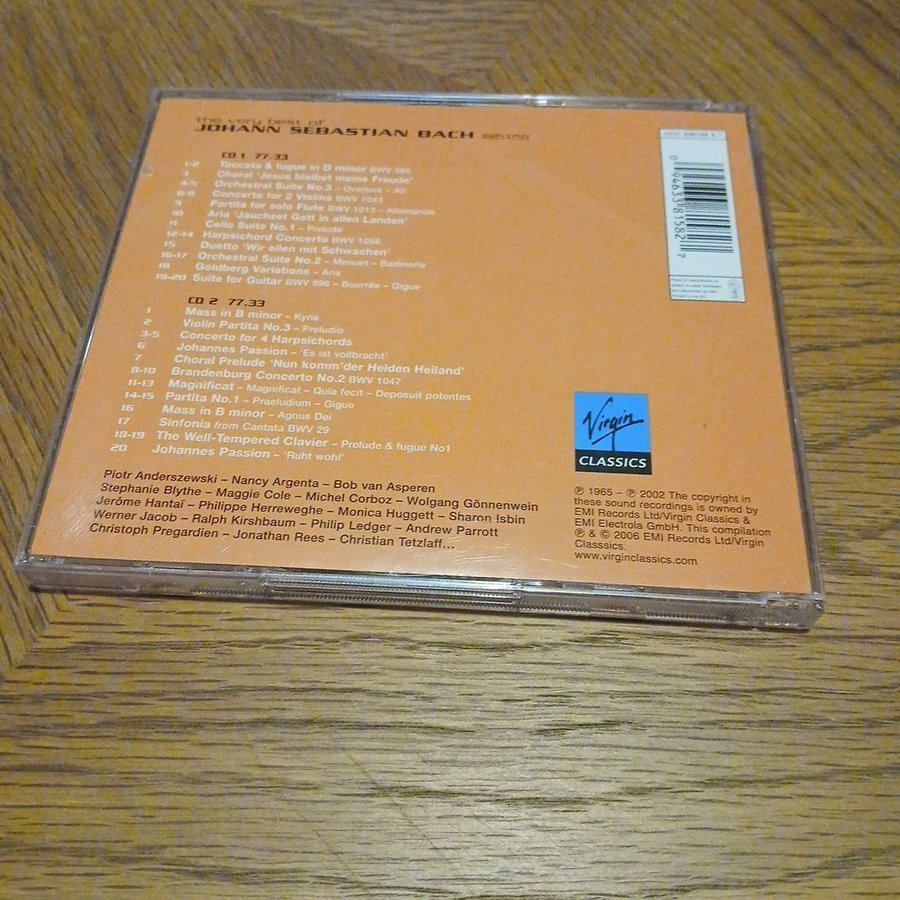 the very best of
JOHANN SEBASTIAN BACH
CD 1 77.33
1-2 Toccata & fugue in D minor BWV 565
3 Choral 'Jesus bleibet meine Freude'
4-5 Orchestral Suite No.3 – Overture – Air
6-8 Concerto for 2 Violins BWV 1043
9 Partita for solo Flute BWV 1013 – Allemande
10 Aria 'Jauchzet Gott in allen Landen'
11 Cello Suite No.1 – Prelude
12-14 Harpsichord Concerto BWV 1056
15 Duetto 'Wir eilen mit Schwachen'
16-17 Orchestral Suite No.2 – Menuet – Badinerie
18 Goldberg Variations – Aria
19-20 Suite for Guitar BWV 996 – Bourrée – Gigue
CD 2 77.33
1 Mass in B minor – Kyrie
2 Violin Partita No.3 – Preludio
3-5 Concerto for 4 Harpsichords
6 Johannes Passion – 'Es ist vollbracht'
7 Choral Prelude 'Nun komm'der Heiden Heiland'
8-10 Brandenburg Concerto No.2 BWV 1047
11-13 Magnificat – Magnificat – Quia fecit – Deposuit potentes
14-15 Partita No.1 – Praeludium – Gigue
16 Mass in B minor – Agnus Dei
17 Sinfonia from Cantata BWV 29
18-19 The Well-Tempered Clavier – Prelude & fugue No1
20 Johannes Passion – 'Ruht wohl'
Piotr Anderszewski – Nancy Argenta – Bob van Asperen
Stephanie Blythe – Maggie Cole – Michel Corboz – Wolfgang Gönnenwein
Jerôme Hantaï – Philippe Herreweghe – Monica Huggett – Sharon Isbin
Werner Jacob – Ralph Kirshbaum – Philip Ledger – Andrew Parrott
Christoph Pregardien – Jonathan Rees – Christian Tetzlaff...
0 94633 81582 7
Virgin
CLASSICS
℗ 1965 – ℗ 2002 The copyright in
these sound recordings is owned by
EMI Records Ltd/Virgin Classics &
EMI Electrola GmbH. This compilation
℗ & © 2006 EMI Records Ltd/Virgin
Classsics.
www.virginclassics.com